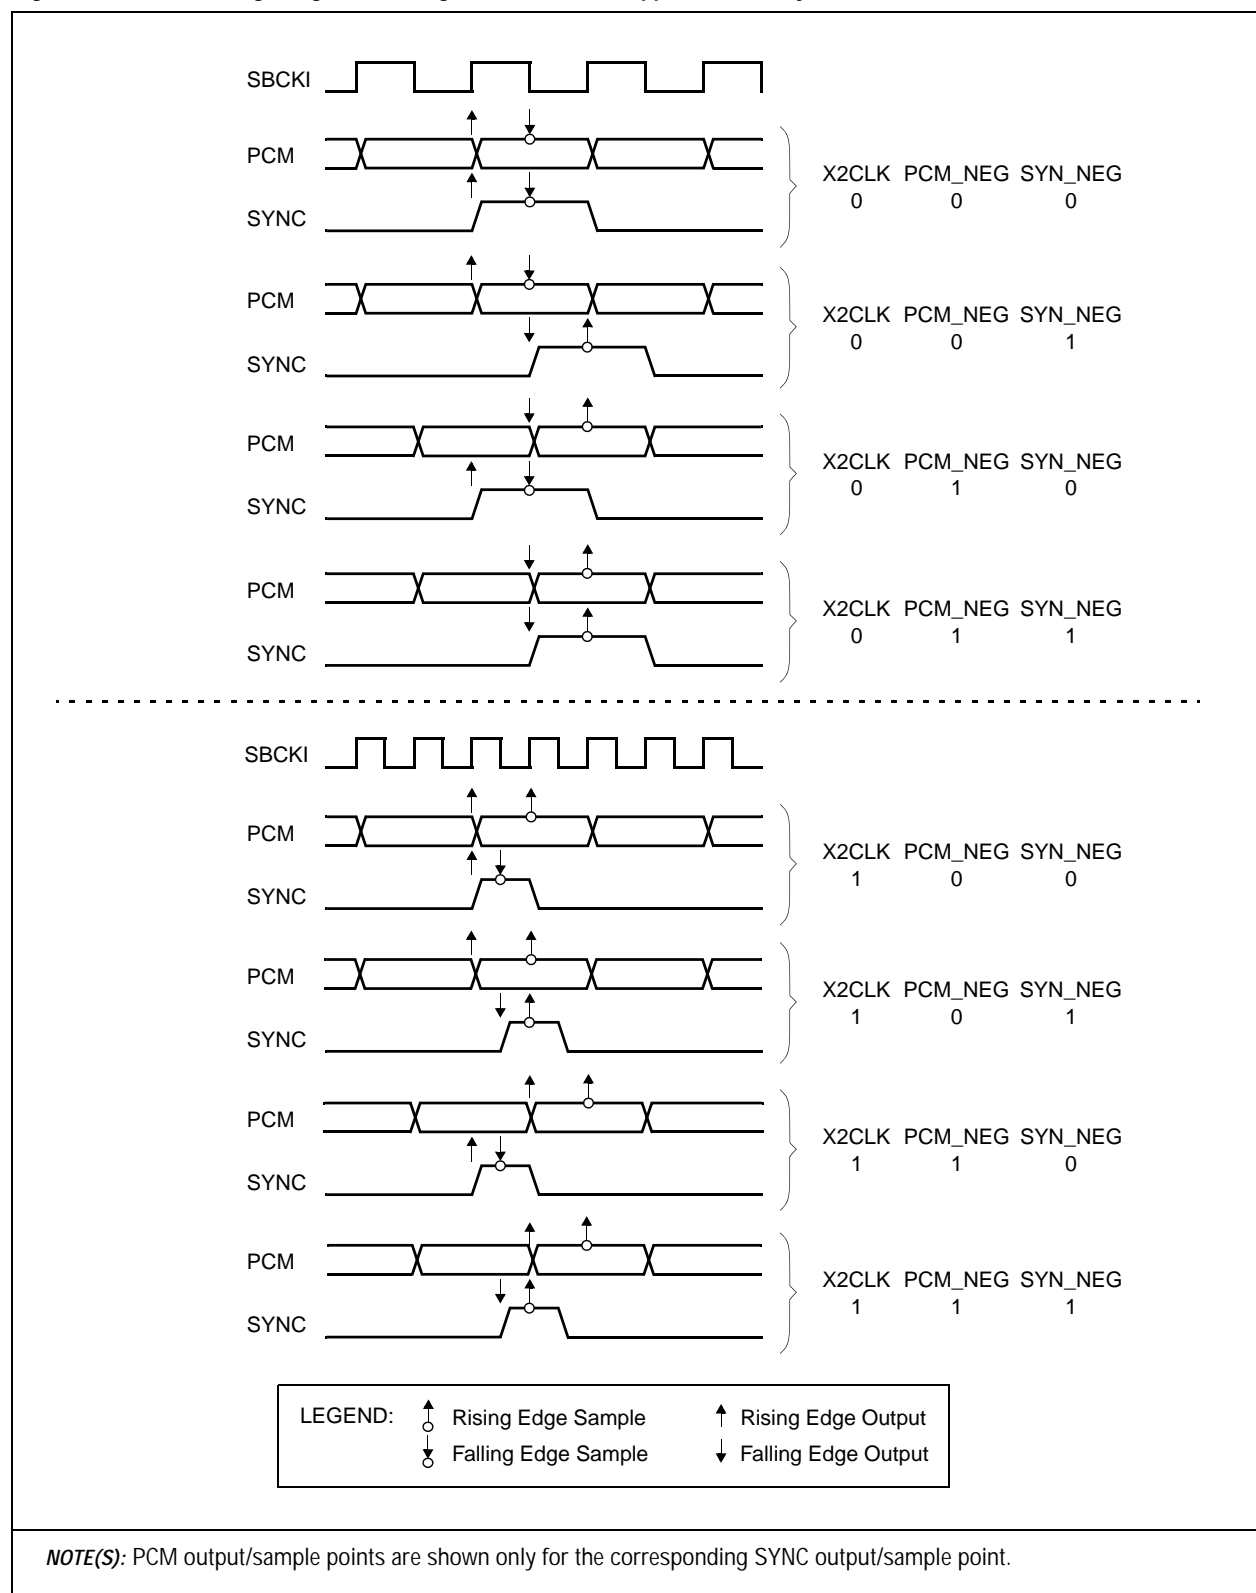 SBCKI
PCM
SYNC
X2CLK PCM_NEG SYN_NEG
0 0 0
PCM
SYNC
X2CLK PCM_NEG SYN_NEG
0 0 1
PCM
SYNC
X2CLK PCM_NEG SYN_NEG
0 1 0
PCM
SYNC
X2CLK PCM_NEG SYN_NEG
0 1 1
SBCKI
PCM
SYNC
X2CLK PCM_NEG SYN_NEG
1 0 0
PCM
SYNC
X2CLK PCM_NEG SYN_NEG
1 0 1
PCM
SYNC
X2CLK PCM_NEG SYN_NEG
1 1 0
PCM
SYNC
X2CLK PCM_NEG SYN_NEG
1 1 1
LEGEND: Rising Edge Sample Rising Edge Output
Falling Edge Sample Falling Edge Output
NOTE(S): PCM output/sample points are shown only for the corresponding SYNC output/sample point.